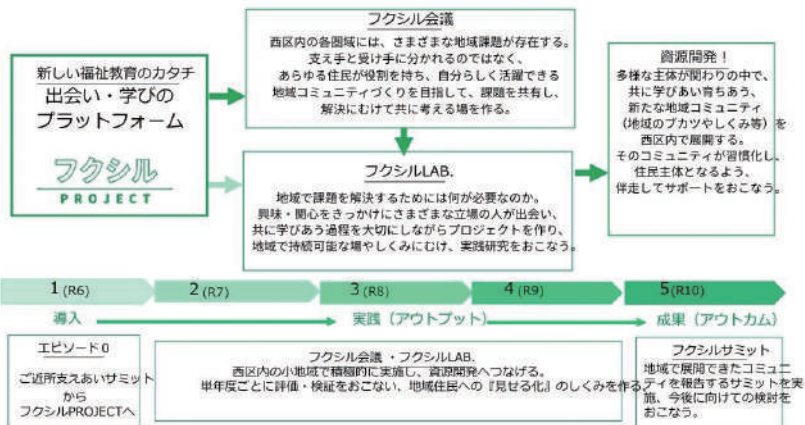 新しい福祉教育のカタチ
出会い・学びの
プラットフォーム
フクシル
PROJECT
フクシル会議
西区内の各圏域には、さまざまな地域課題が存在する。
支え手と受け手に分かれるのではなく、
あらゆる住民が役割を持ち、自分らしく活躍できる
地域コミュニティづくりを目指して、課題を共有し、
解決にむけて共に考える場を作る。
フクシルLAB.
地域で課題を解決するためには何が必要なのか。
興味・関心をきっかけにさまざまな立場の人が出会い、
共に学びあう過程を大切にしながらプロジェクトを作り、
地域で持続可能な場やしくみにむけ、実践研究をおこなう。
資源開発！
多様な主体が関わりの中で、
共に学びあい育ちあう、
新たな地域コミュニティ
（地域のブカツやしくみ等）を
西区内で展開する。
そのコミュニティが習慣化し、
住民主体となるよう、
伴走してサポートをおこなう。
1 (R6)
2 (R7)
3 (R8)
4 (R9)
5(R10)
導入
実践（アウトプット）
成果（アウトカム）
エピソード0
ご近所支えあいサミット
から
フクシルPROJECTへ
フクシル会議 ・フクシルLAB.
西区内の小地域で積極的に実施し、資源開発へつなげる。
単年度ごとに評価・検証をおこない、地域住民への『見せる化』のしくみを作る。
フクシルサミット
地域で展開できたコミュニ
ティを報告するサミットを実
施、今後に向けての検討を
おこなう。